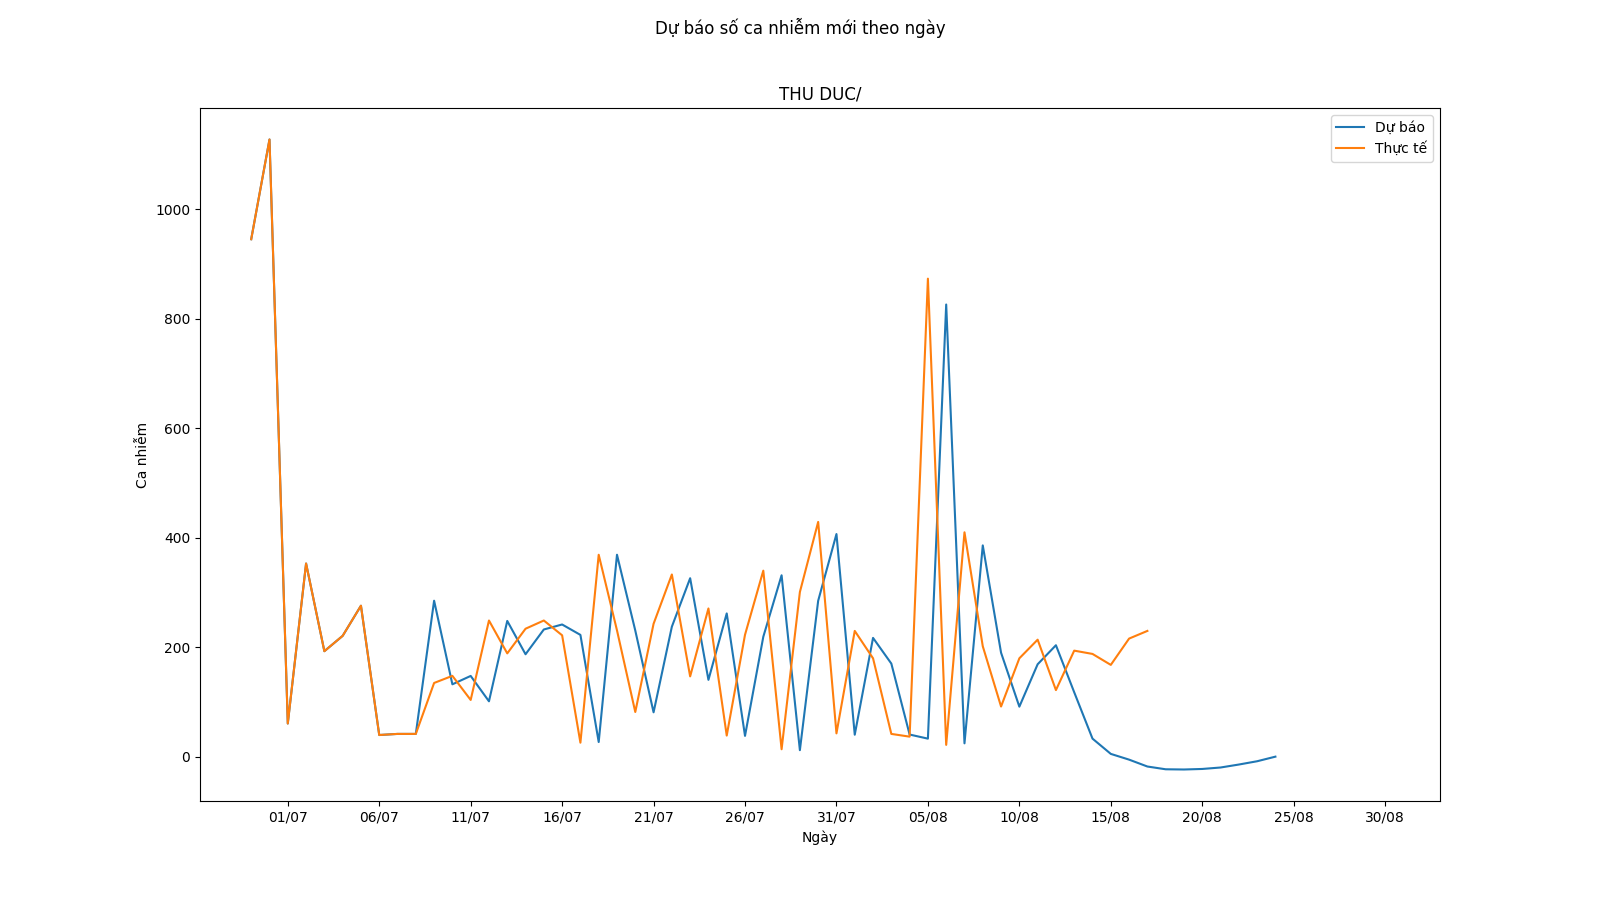 Dự báo số ca nhiễm mới theo ngày
THU DUC/
Dự báo
Thực tế
1000
800
600
400
200
0
Ca nhiễm
01/07 06/07 11/07 16/07 21/07 26/07 31/07 05/08 10/08 15/08 20/08 25/08 30/08
Ngày